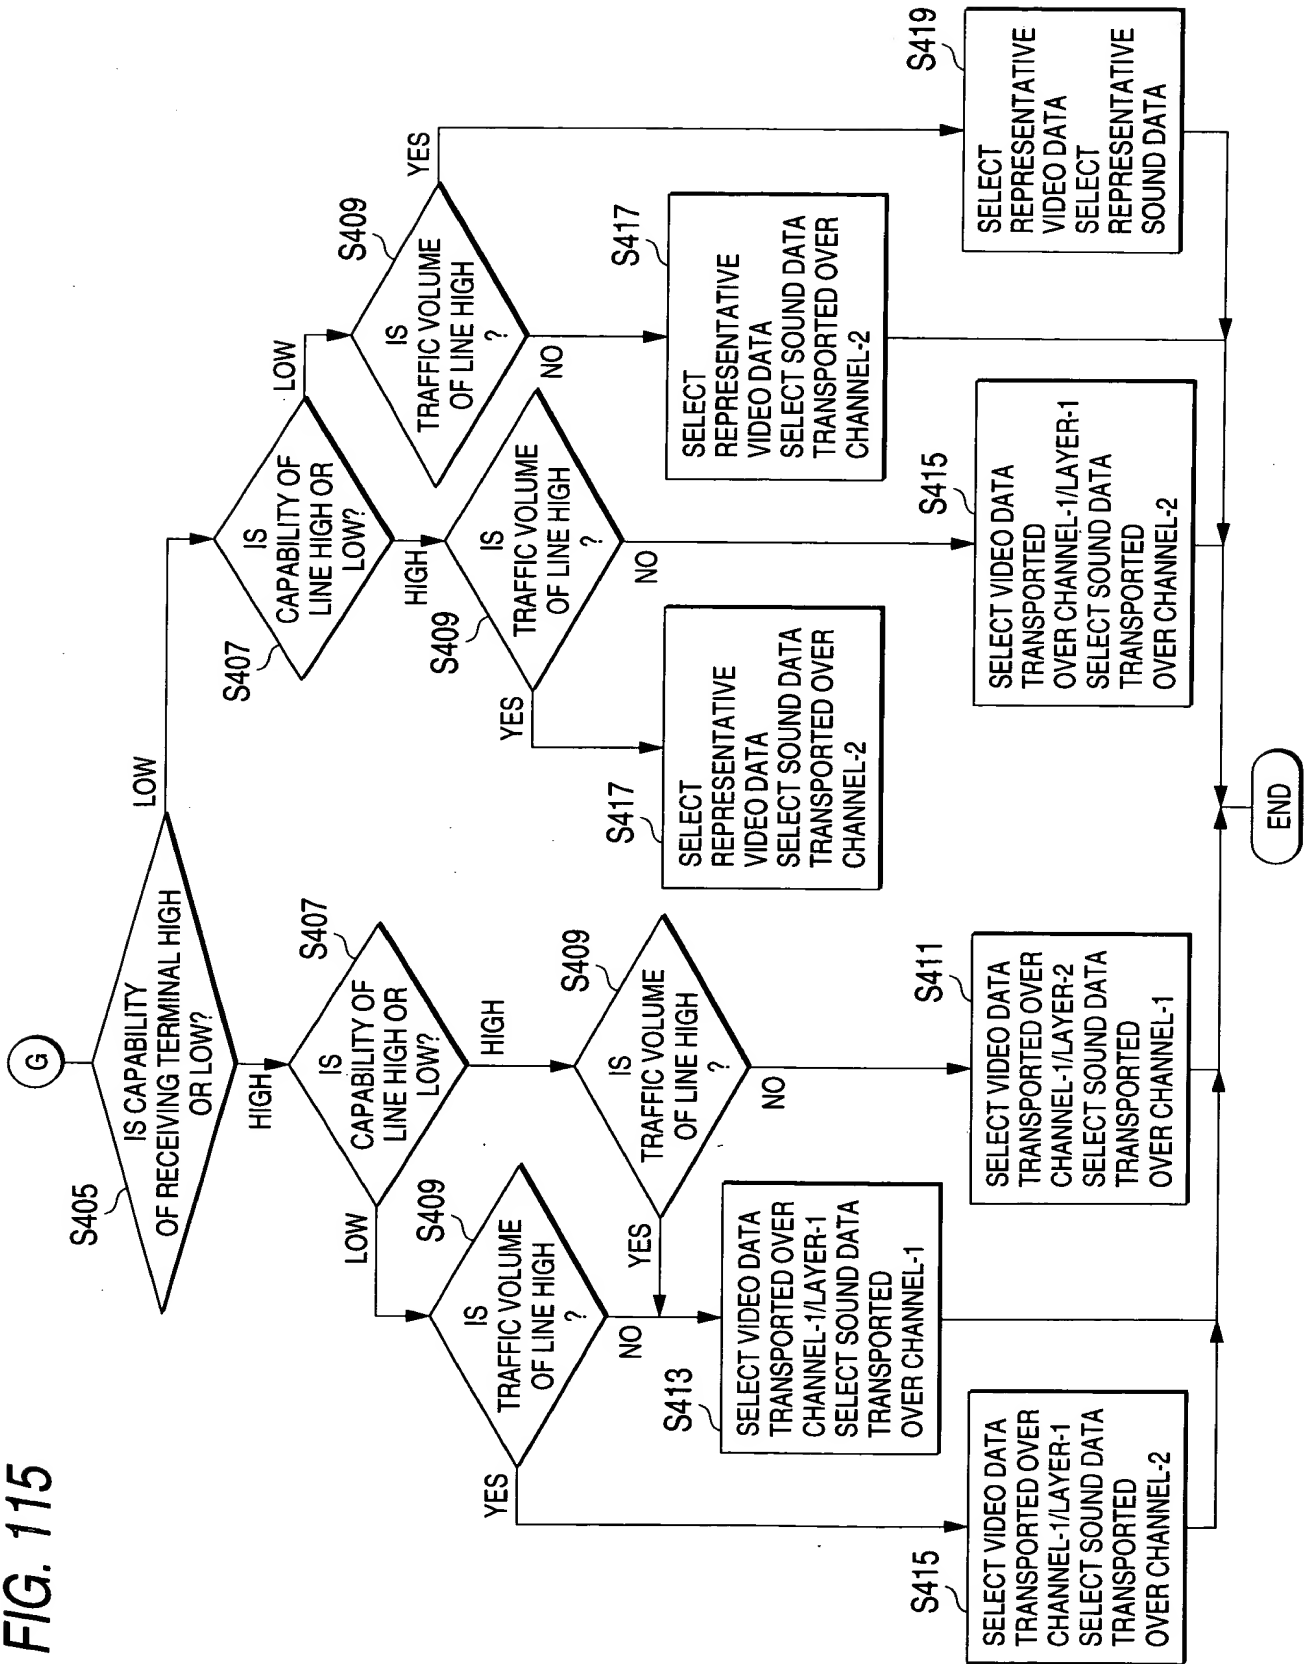 FIG. 115
G
S405
IS CAPABILITY
OF RECEIVING TERMINAL HIGH
OR LOW?
HIGH
LOW
S407
IS
CAPABILITY OF
LINE HIGH OR
LOW?
LOW
HIGH
S407
IS
CAPABILITY OF
LINE HIGH OR
LOW?
LOW
HIGH
S409
IS
TRAFFIC VOLUME
OF LINE HIGH
?
YES
NO
S409
IS
TRAFFIC VOLUME
OF LINE HIGH
?
YES
NO
S409
IS
TRAFFIC VOLUME
OF LINE HIGH
?
YES
NO
S409
IS
TRAFFIC VOLUME
OF LINE HIGH
?
YES
NO
S415
SELECT VIDEO DATA
TRANSPORTED OVER
CHANNEL-1/LAYER-1
SELECT SOUND DATA
TRANSPORTED
OVER CHANNEL-2
S413
SELECT VIDEO DATA
TRANSPORTED OVER
CHANNEL-1/LAYER-1
SELECT SOUND DATA
TRANSPORTED
OVER CHANNEL-1
S411
SELECT VIDEO DATA
TRANSPORTED OVER
CHANNEL-1/LAYER-2
SELECT SOUND DATA
TRANSPORTED
OVER CHANNEL-1
S417
SELECT
REPRESENTATIVE
VIDEO DATA
SELECT SOUND DATA
TRANSPORTED OVER
CHANNEL-2
S415
SELECT VIDEO DATA
TRANSPORTED
OVER CHANNEL-1/LAYER-1
SELECT SOUND DATA
TRANSPORTED
OVER CHANNEL-2
S417
SELECT
REPRESENTATIVE
VIDEO DATA
SELECT SOUND DATA
TRANSPORTED OVER
CHANNEL-2
S419
SELECT
REPRESENTATIVE
VIDEO DATA
SELECT
REPRESENTATIVE
SOUND DATA
END